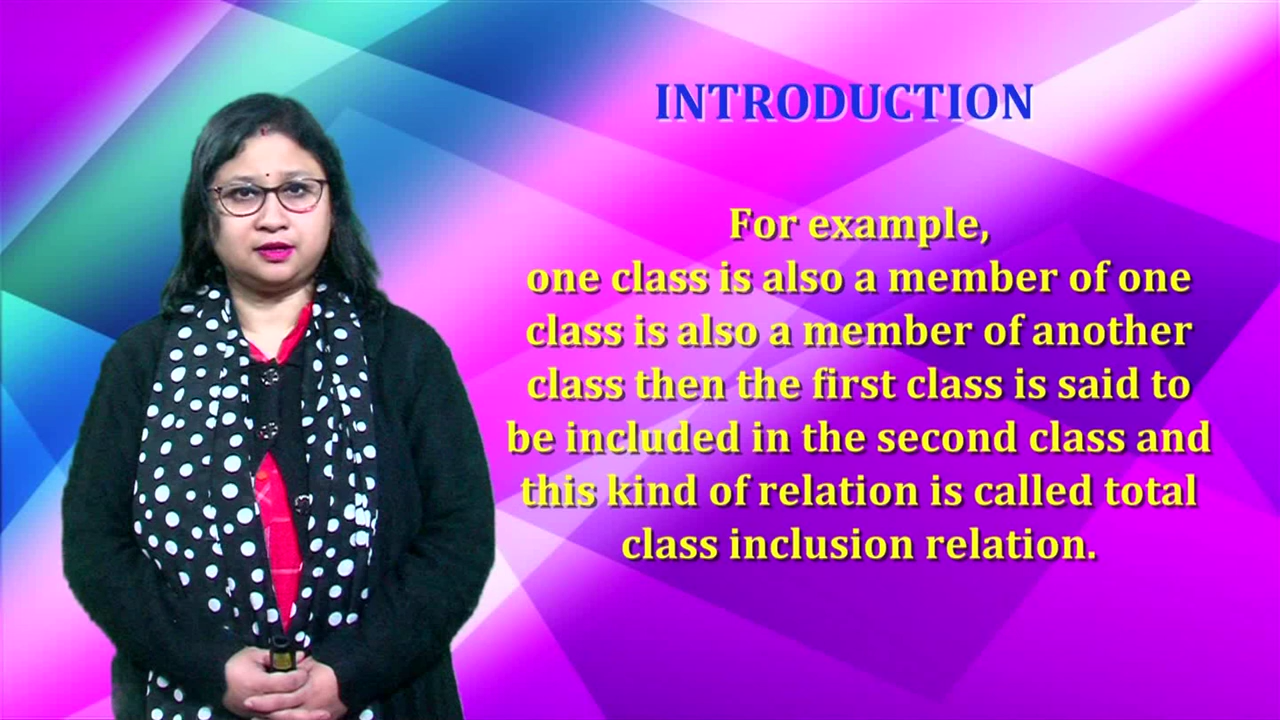 INTRODUCTION
For example,
one class is also a member of one
class is also a member of another
class then the first class is said to
be included in the second class and
this kind of relation is called total
class inclusion relation.